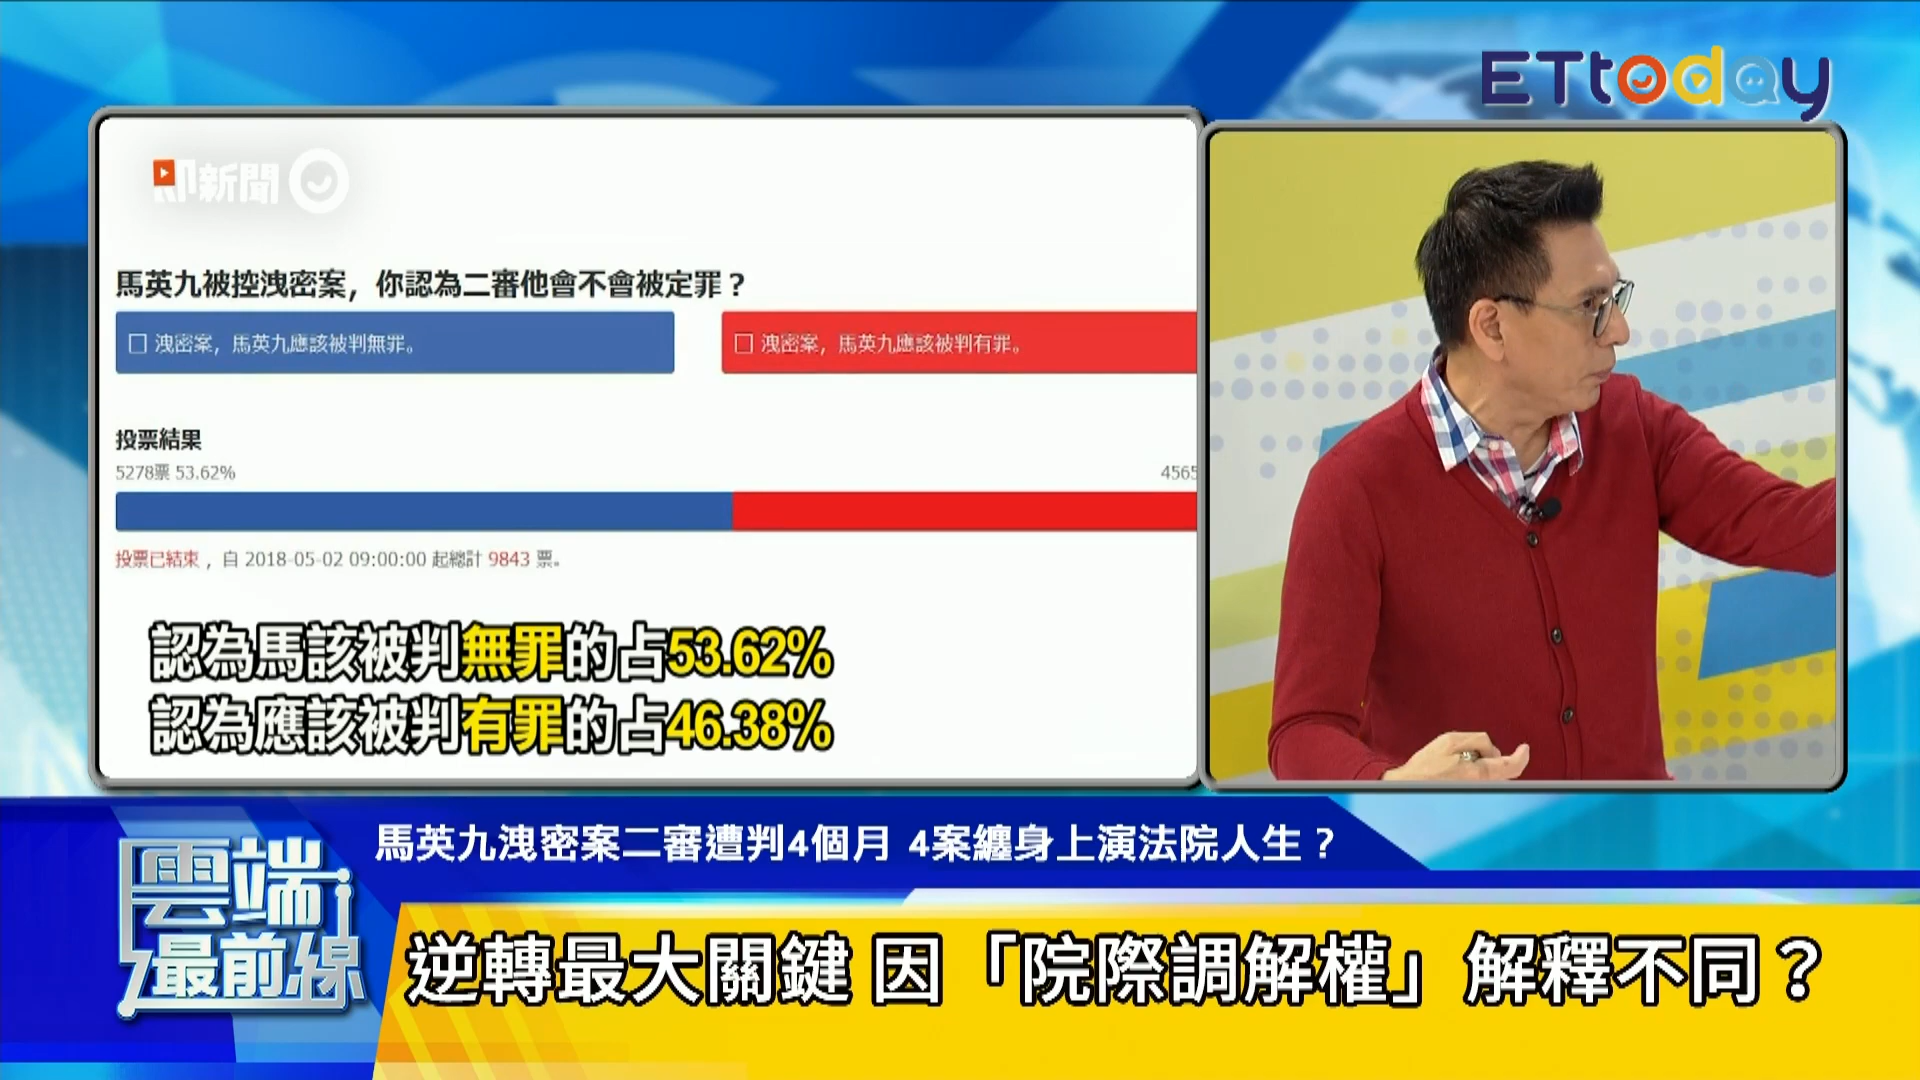 ETtoday
即新聞
馬英九被控洩密案，你認為二審他會不會被定罪？
洩密案，馬英九應該被判無罪。
洩密案，馬英九應該被判有罪。
投票結果
5278票 53.62%
4565
投票已結束，自 2018-05-02 09:00:00 起總計 9843 票。
認為馬該被判無罪的占53.62%
認為應該被判有罪的占46.38%
馬英九洩密案二審遭判4個月 4案纏身上演法院人生？
雲端最前線
逆轉最大關鍵 因「院際調解權」解釋不同？